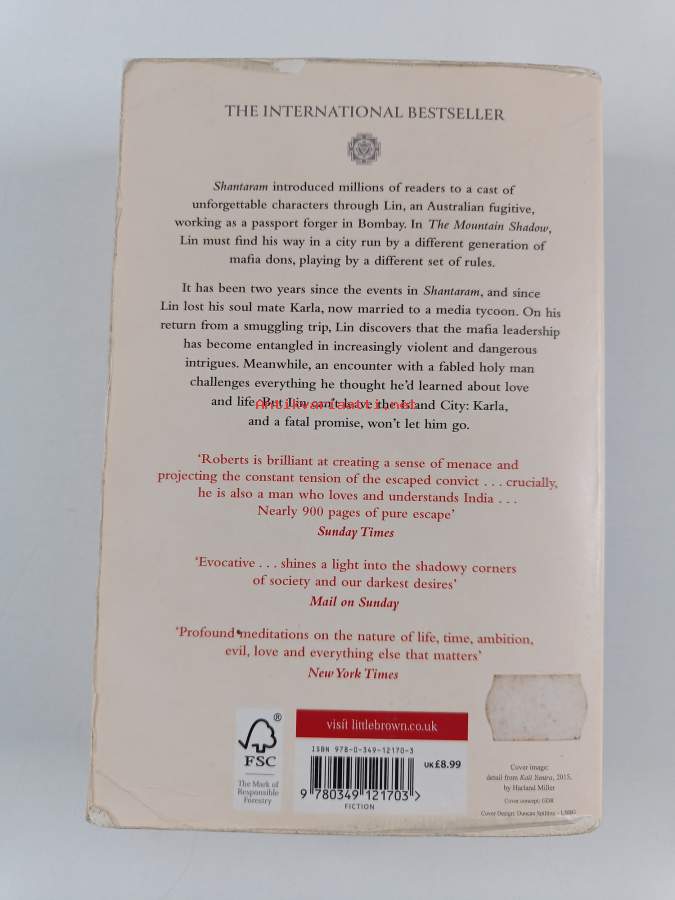 THE INTERNATIONAL BESTSELLER
Shantaram introduced millions of readers to a cast of
unforgettable characters through Lin, an Australian fugitive,
working as a passport forger in Bombay. In The Mountain Shadow,
Lin must find his way in a city run by a different generation of
mafia dons, playing by a different set of rules.
It has been two years since the events in Shantaram, and since
Lin lost his soul mate Karla, now married to a media tycoon. On his
return from a smuggling trip, Lin discovers that the mafia leadership
has become entangled in increasingly violent and dangerous
intrigues. Meanwhile, an encounter with a fabled holy man
challenges everything he thought he'd learned about love
and life. But Lin can't leave the Island City: Karla,
Antikvariaatti.net
and a fatal promise, won't let him go.
'Roberts is brilliant at creating a sense of menace and
projecting the constant tension of the escaped convict . . . crucially,
he is also a man who loves and understands India . . .
Nearly 900 pages of pure escape'
Sunday Times
'Evocative . . . shines a light into the shadowy corners
of society and our darkest desires'
Mail on Sunday
'Profound meditations on the nature of life, time, ambition,
evil, love and everything else that matters'
New York Times
visit littlebrown.co.uk
ISBN 978-0-349-12170-3
UK £8.99
9 780349 121703 >
FICTION
®
FSC
The Mark of
Responsible
Forestry
Cover image:
detail from Kali Yantra, 2015,
by Harland Miller
Cover concept: GDR
Cover Design: Duncan Spilling – LBBG